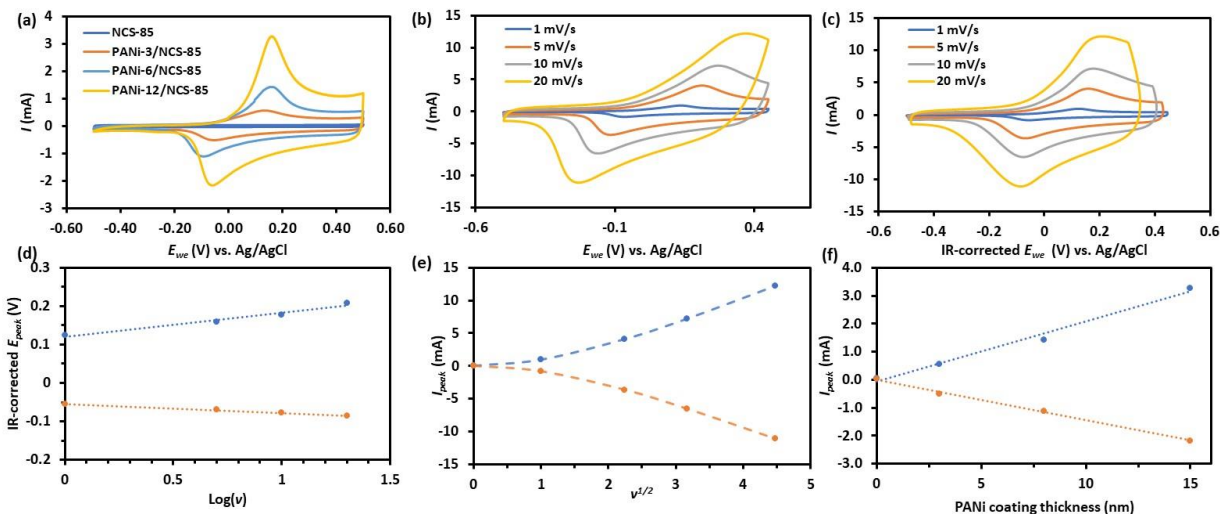 (a)
NCS-85
PANi-3/NCS-85
PANi-6/NCS-85
PANi-12/NCS-85
4
3
2
1
0
-1
-2
-3
I (mA)
-0.60 -0.40 -0.20 0.00 0.20 0.40 0.60
Ewe (V) vs. Ag/AgCl
(b)
1 mV/s
5 mV/s
10 mV/s
20 mV/s
15
10
5
0
-5
-10
-15
I (mA)
-0.6 -0.1 0.4
Ewe (V) vs. Ag/AgCl
(c)
1 mV/s
5 mV/s
10 mV/s
20 mV/s
15
10
5
0
-5
-10
-15
I (mA)
-0.6 -0.4 -0.2 0 0.2 0.4 0.6
IR-corrected Ewe (V) vs. Ag/AgCl
(d)
0.3
0.2
0.1
0
-0.1
-0.2
IR-corrected Epeak (V)
0.0 0.5 1.0 1.5
Log(v)
(e)
15
10
5
0
-5
-10
-15
Ipeak (mA)
0 1 2 3 4 5
v1/2
(f)
4.0
3.0
2.0
1.0
0.0
-1.0
-2.0
-3.0
Ipeak (mA)
0 5 10 15
PANi coating thickness (nm)